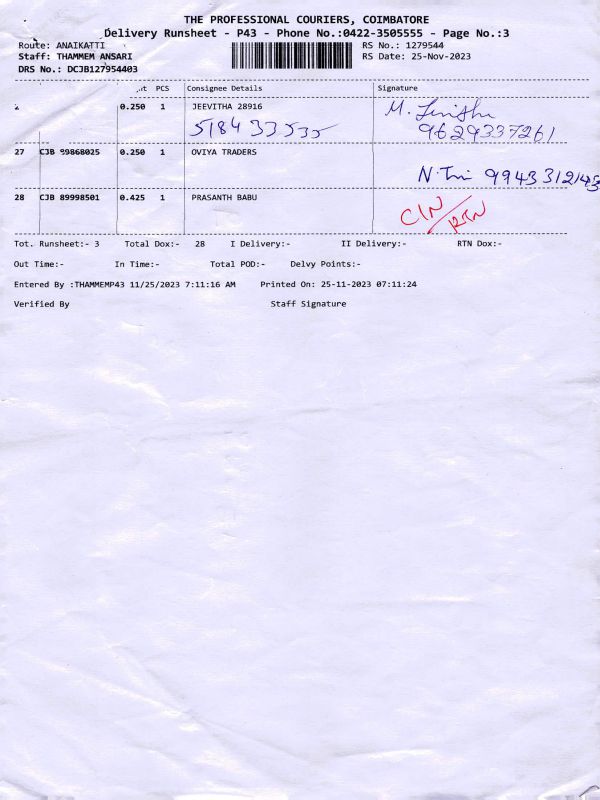 THE PROFESSIONAL COURIERS, COIMBATORE
Delivery Runsheet - P43 - Phone No.:0422-3505555 - Page No.:3
Route: ANAIKATTI RS No.: 1279544
Staff: THAMMEM ANSARI RS Date: 25-Nov-2023
DRS No.: DCJB127954403
PCS Consignee Details Signature
0.250 1 JEEVITHA 28916 M.
518433535 9629337261
27 CJB 99868025 0.250 1 OVIYA TRADERS
N. 9943312143
28 CJB 89998501 0.425 1 PRASANTH BABU
CIN/RTN
Tot. Runsheet:- 3 Total Dox:- 28 I Delivery:- II Delivery:- RTN Dox:-
Out Time:- In Time:- Total POD:- Delvy Points:-
Entered By :THAMMEMP43 11/25/2023 7:11:16 AM Printed On: 25-11-2023 07:11:24
Verified By Staff Signature